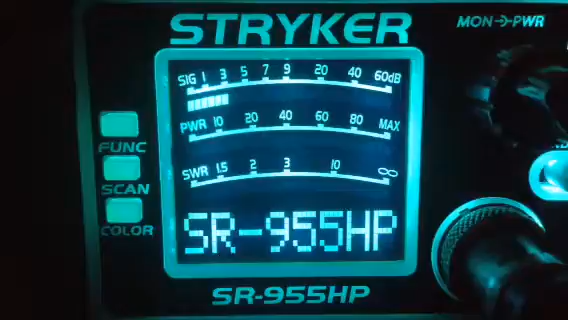 STRYKER
MON PWR
SIG 1 3 5 7 9 20 40 60dB
PWR 10 20 40 60 80 MAX
SWR 1.5 2 3 10 ∞
FUNC
SCAN
COLOR
SR-955HP
SR-955HP